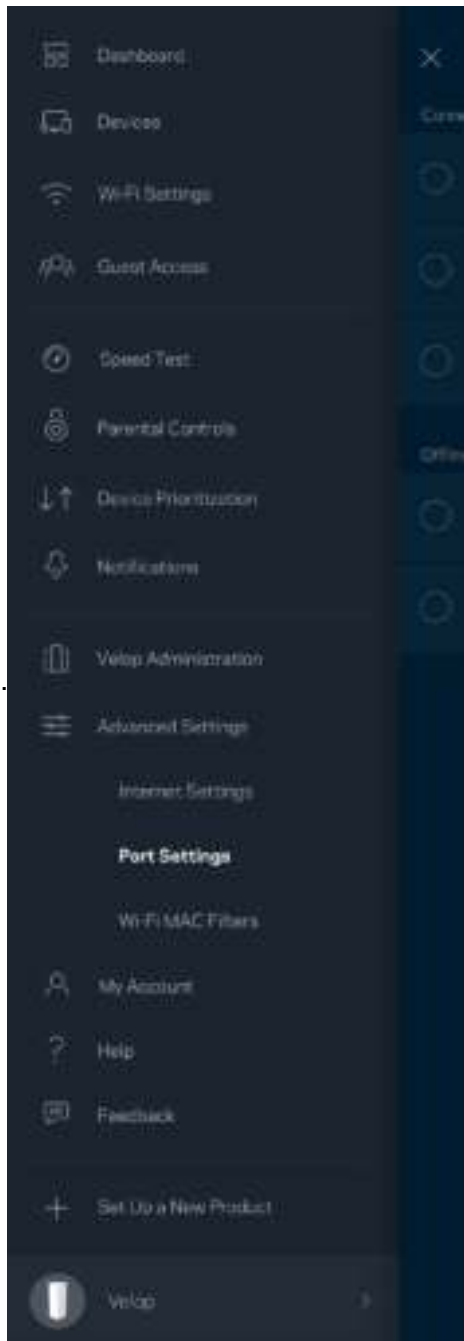 Dashboard
Devices
Wi-Fi Settings
Guest Access
Speed Test
Parental Controls
Device Prioritization
Notifications
Velop Administration
Advanced Settings
Internet Settings
Port Settings
Wi-Fi MAC Filters
My Account
Help
Feedback
Set Up a New Product
Velop